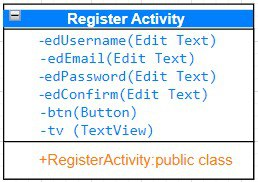 Register Activity
-edUsername(Edit Text)
-edEmail(Edit Text)
-edPassword(Edit Text)
-edConfirm(Edit Text)
-btn(Button)
-tv (TextView)
+RegisterActivity:public class